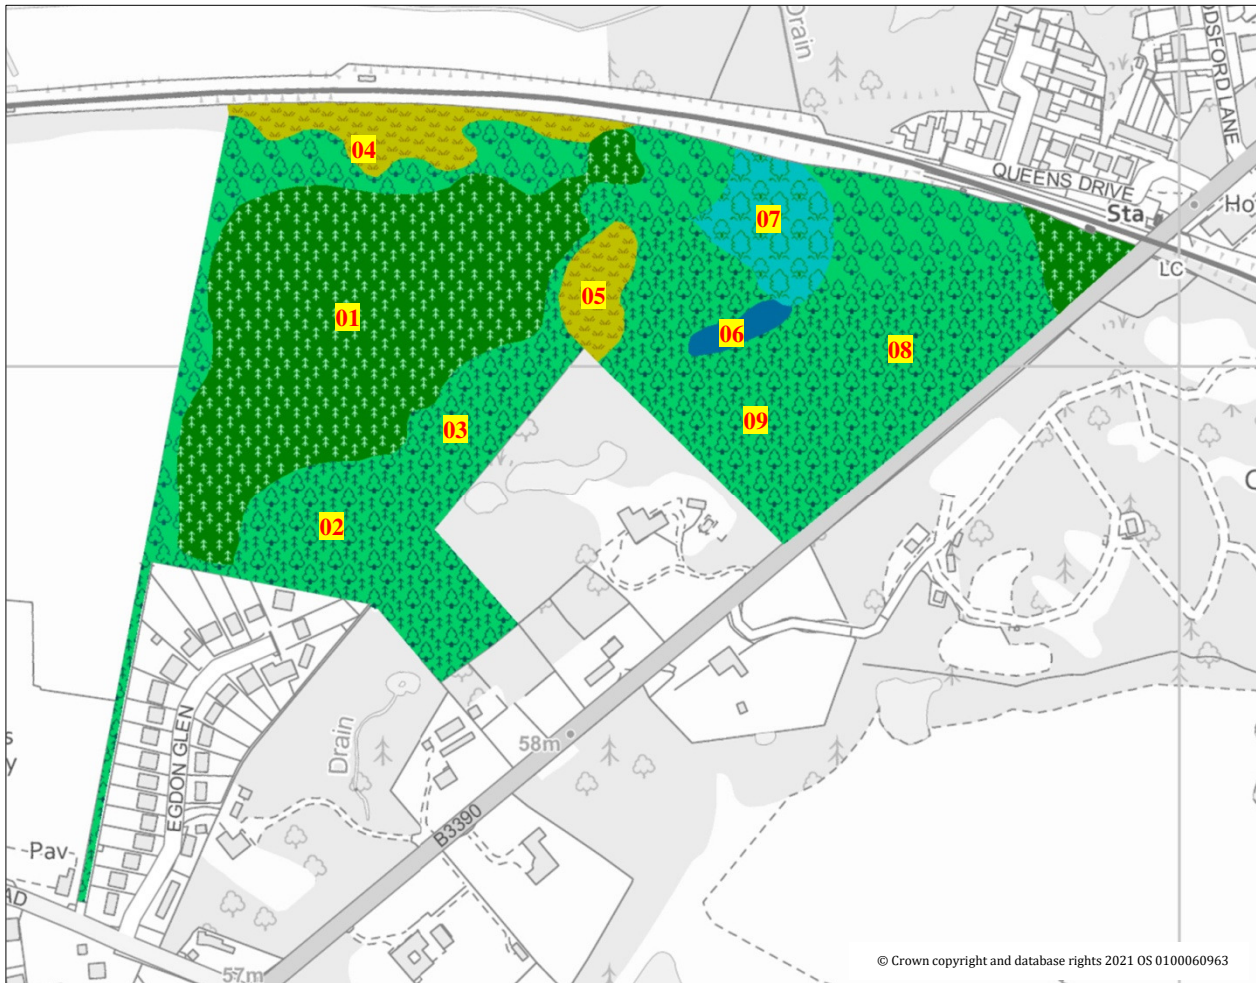 Drain
DDSFORD LANE
04
QUEENS DRIVE
07
Sta
Ho
LC
05
01
06
08
09
03
C
02
s
y
Drain
58m
EGDON GLEN
B3390
Pav
AD
57m
© Crown copyright and database rights 2021 OS 0100060963